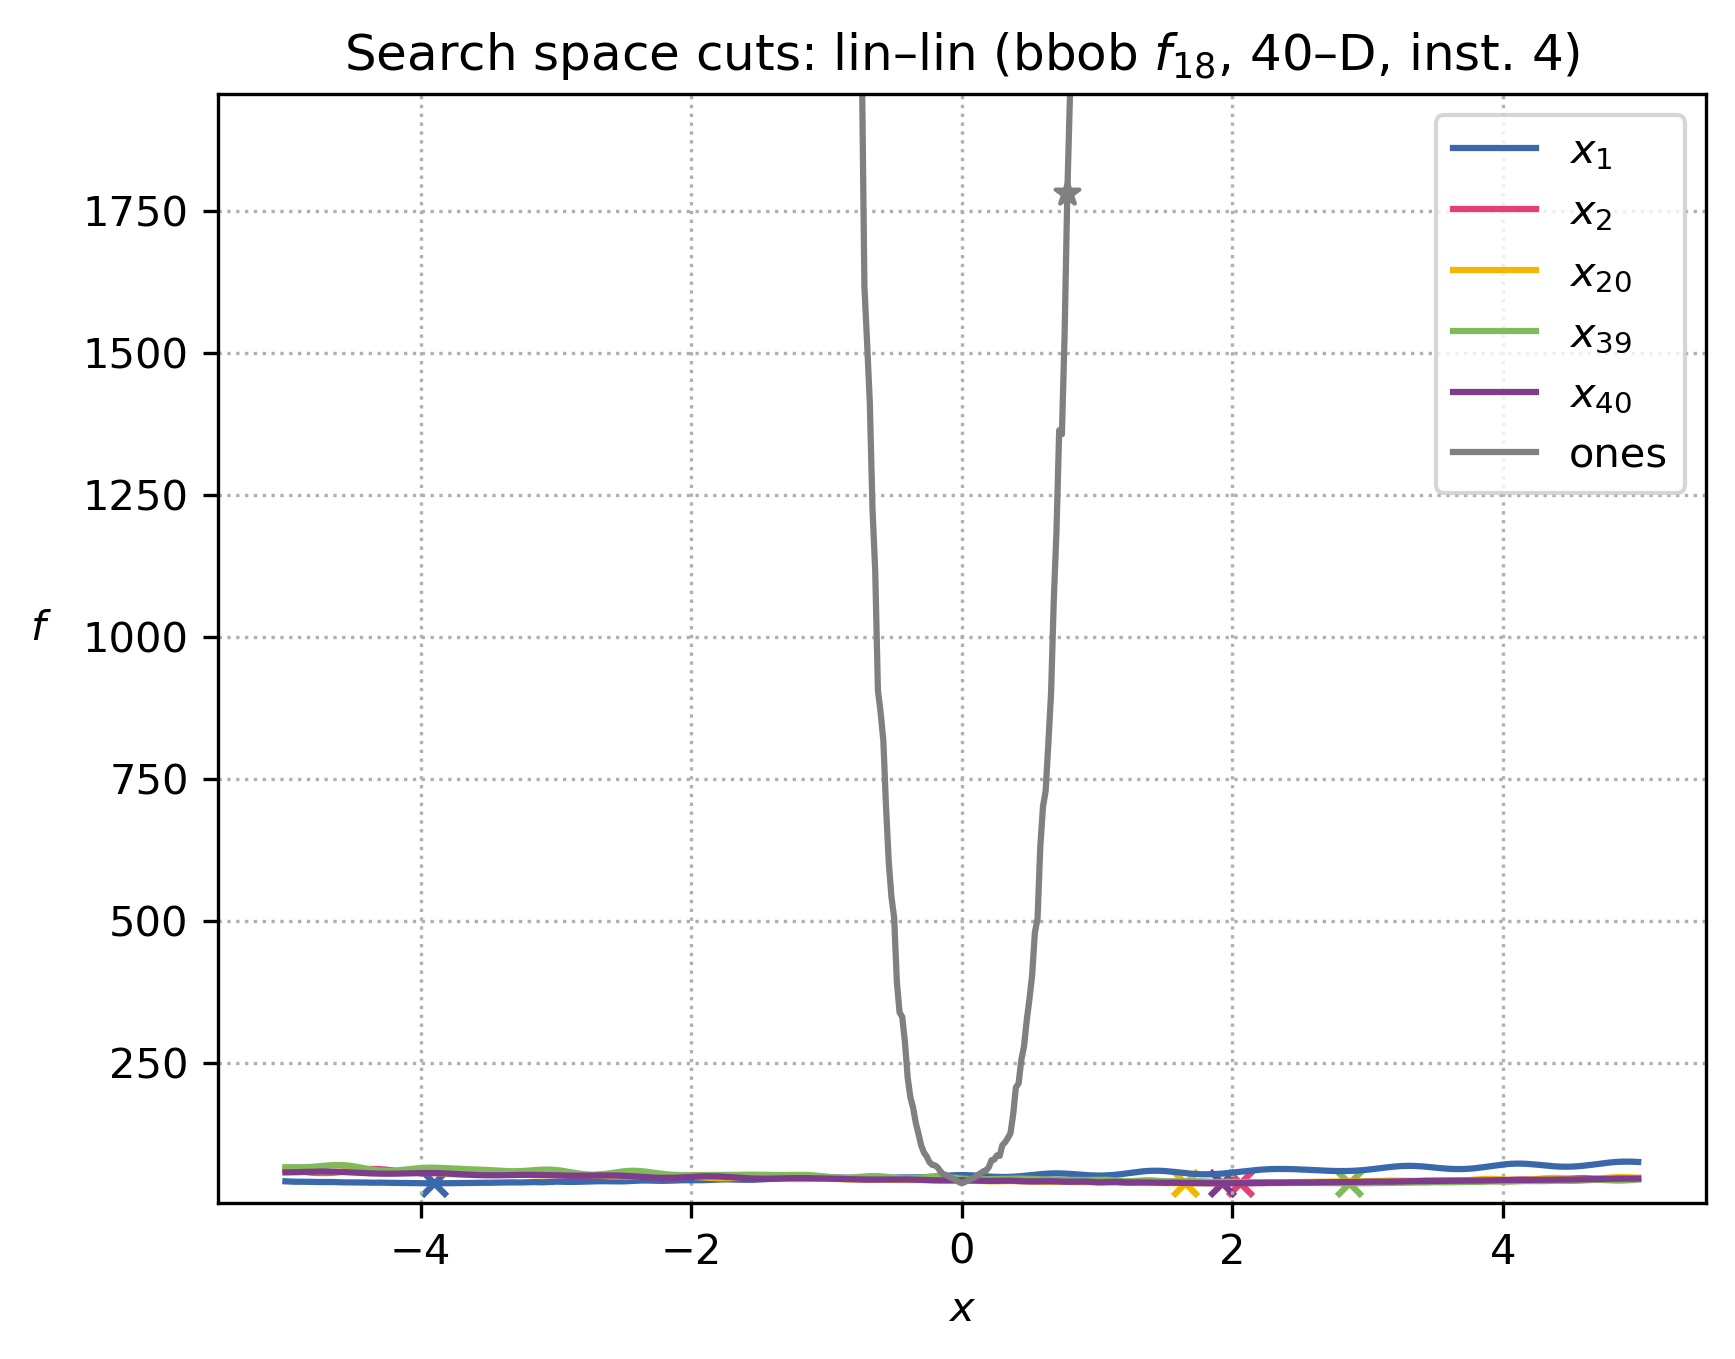 Search space cuts: lin–lin (bbob f₁₈, 40–D, inst. 4)
x₁
x₂
x₂₀
x₃₉
x₄₀
ones
1750
1500
1250
1000
750
500
250
f
−4 −2 0 2 4
x